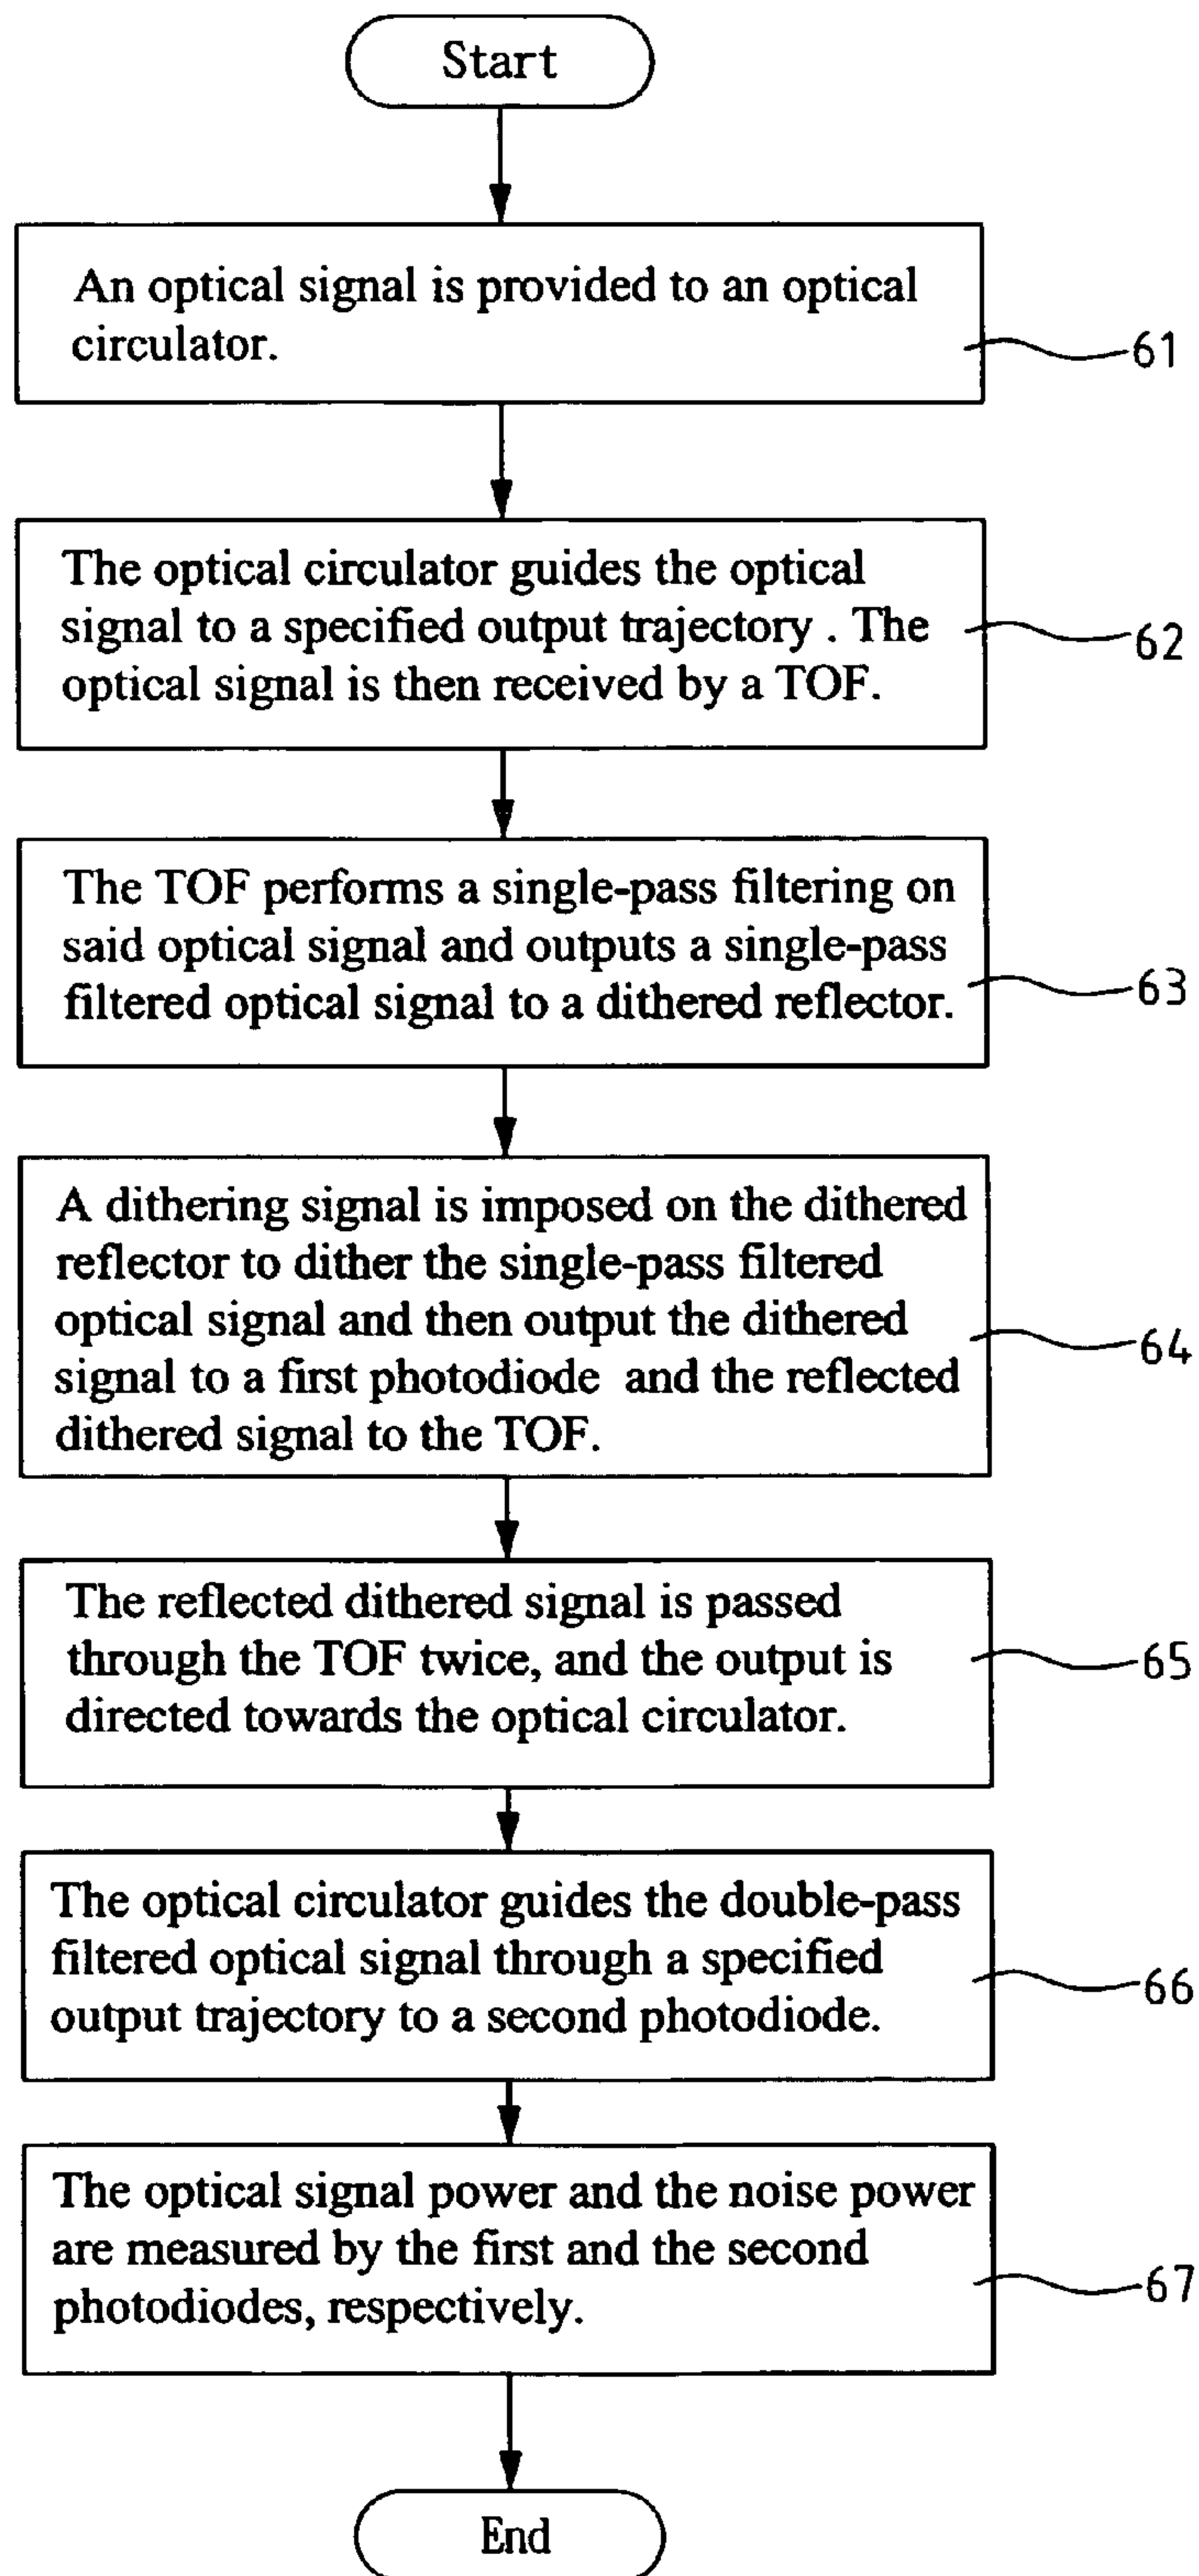 Start
An optical signal is provided to an optical
circulator.
61
The optical circulator guides the optical
signal to a specified output trajectory . The
optical signal is then received by a TOF.
62
The TOF performs a single-pass filtering on
said optical signal and outputs a single-pass
filtered optical signal to a dithered reflector.
63
A dithering signal is imposed on the dithered
reflector to dither the single-pass filtered
optical signal and then output the dithered
signal to a first photodiode and the reflected
dithered signal to the TOF.
64
The reflected dithered signal is passed
through the TOF twice, and the output is
directed towards the optical circulator.
65
The optical circulator guides the double-pass
filtered optical signal through a specified
output trajectory to a second photodiode.
66
The optical signal power and the noise power
are measured by the first and the second
photodiodes, respectively.
67
End